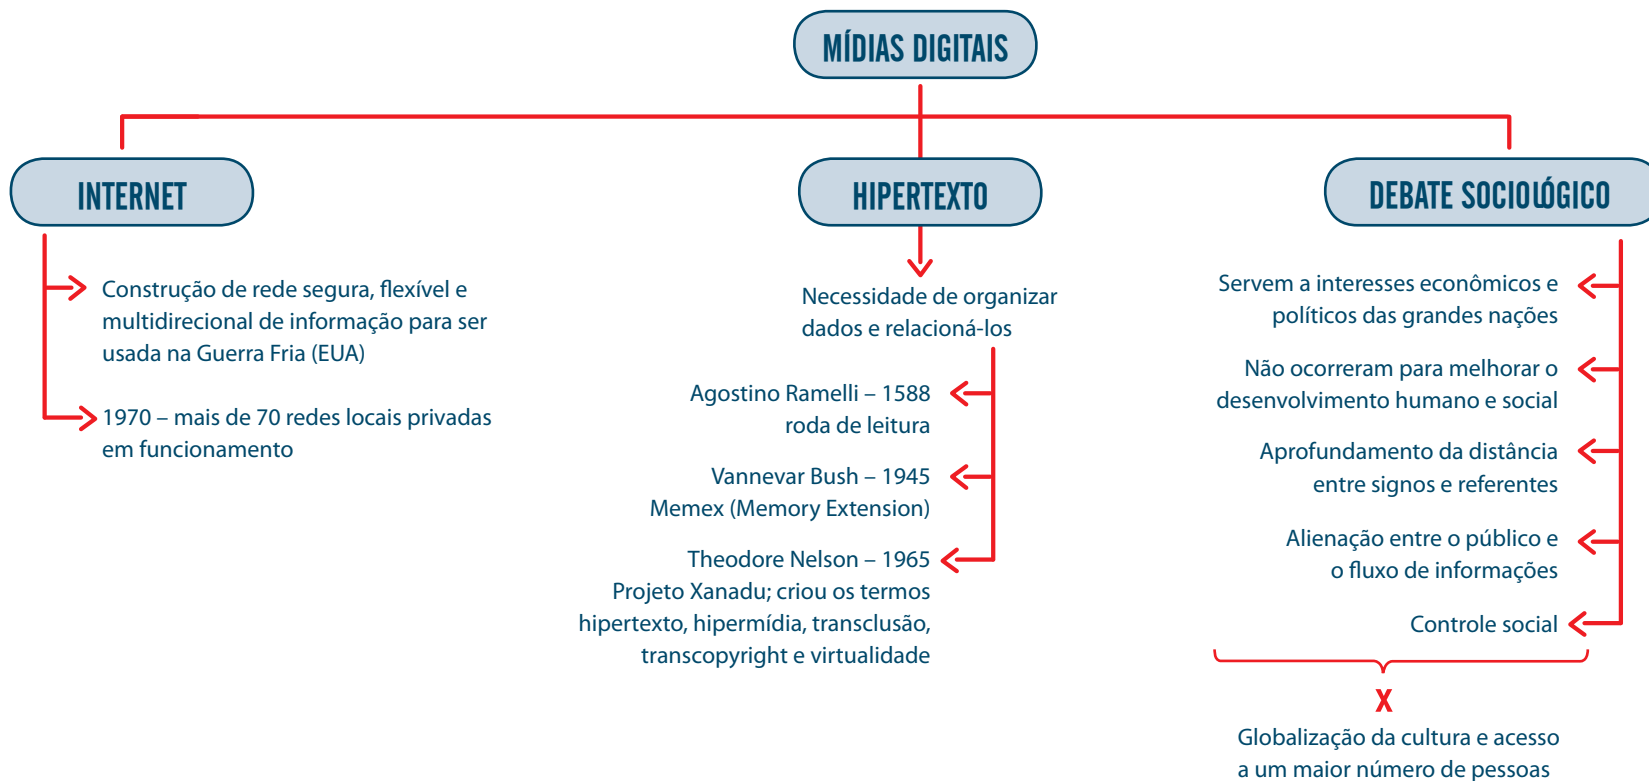 MÍDIAS DIGITAIS
INTERNET
Construção de rede segura, flexível e
multidirecional de informação para ser
usada na Guerra Fria (EUA)
1970 – mais de 70 redes locais privadas
em funcionamento
HIPERTEXTO
Necessidade de organizar
dados e relacioná-los
Agostino Ramelli – 1588
roda de leitura
Vannevar Bush – 1945
Memex (Memory Extension)
Theodore Nelson – 1965
Projeto Xanadu; criou os termos
hipertexto, hipermídia, transclusão,
transcopyright e virtualidade
DEBATE SOCIOLÓGICO
Servem a interesses econômicos e
políticos das grandes nações
Não ocorreram para melhorar o
desenvolvimento humano e social
Aprofundamento da distância
entre signos e referentes
Alienação entre o público e
o fluxo de informações
Controle social
X
Globalização da cultura e acesso
a um maior número de pessoas